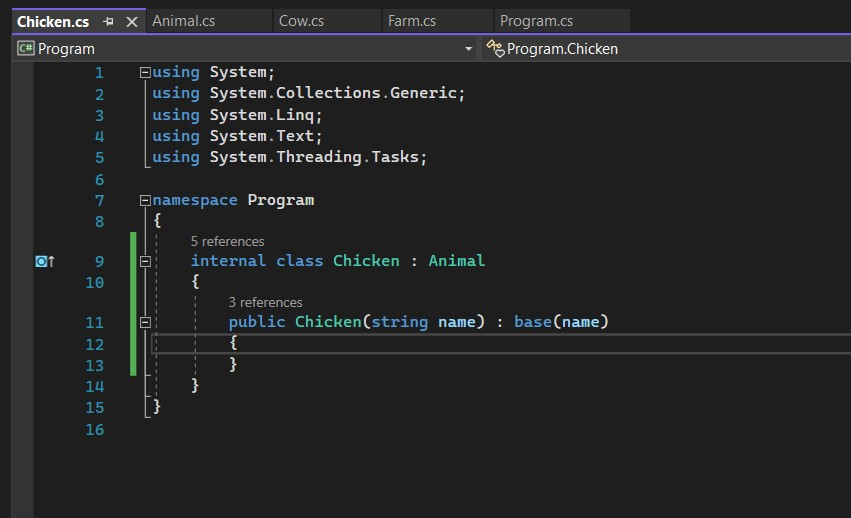 Chicken.cs Animal.cs Cow.cs Farm.cs Program.cs
C# Program Program.Chicken
1 using System;
2 using System.Collections.Generic;
3 using System.Linq;
4 using System.Text;
5 using System.Threading.Tasks;
6
7 namespace Program
8 {
5 references
9 internal class Chicken : Animal
10 {
3 references
11 public Chicken(string name) : base(name)
12 {
13 }
14 }
15 }
16